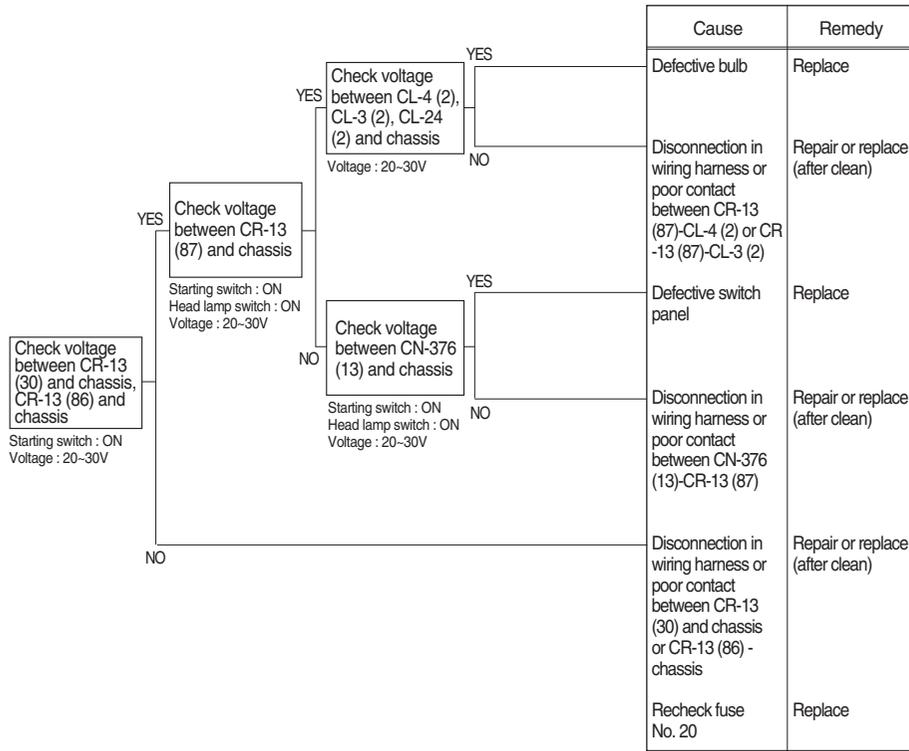 Cause
Remedy
YES
Defective bulb
Replace
Check voltage
between CL-4 (2),
CL-3 (2), CL-24
(2) and chassis
YES
Voltage : 20~30V
NO
Disconnection in
wiring harness or
poor contact
between CR-13
(87)-CL-4 (2) or CR
-13 (87)-CL-3 (2)
Repair or replace
(after clean)
YES
Check voltage
between CR-13
(87) and chassis
Starting switch : ON
Head lamp switch : ON
Voltage : 20~30V
YES
Defective switch
panel
Replace
NO
Check voltage
between CN-376
(13) and chassis
Starting switch : ON
Head lamp switch : ON
Voltage : 20~30V
NO
Disconnection in
wiring harness or
poor contact
between CN-376
(13)-CR-13 (87)
Repair or replace
(after clean)
Check voltage
between CR-13
(30) and chassis,
CR-13 (86) and
chassis
Starting switch : ON
Voltage : 20~30V
NO
Disconnection in
wiring harness or
poor contact
between CR-13
(30) and chassis
or CR-13 (86) -
chassis
Repair or replace
(after clean)
Recheck fuse
No. 20
Replace